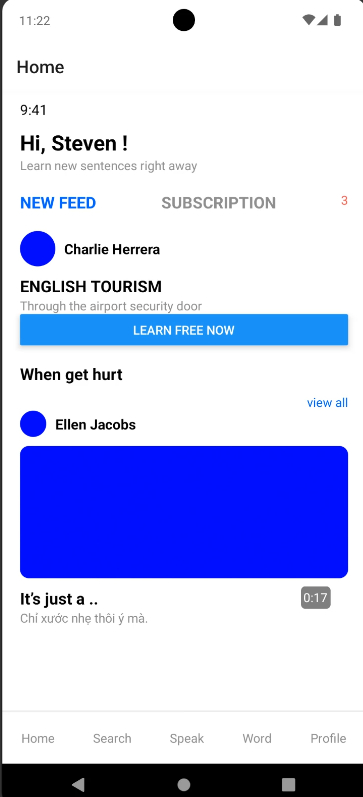 11:22
Home
9:41
Hi, Steven !
Learn new sentences right away
NEW FEED SUBSCRIPTION 3
Charlie Herrera
ENGLISH TOURISM
Through the airport security door
LEARN FREE NOW
When get hurt
view all
Ellen Jacobs
It's just a ..
0:17
Chỉ xước nhẹ thôi ý mà.
Home Search Speak Word Profile